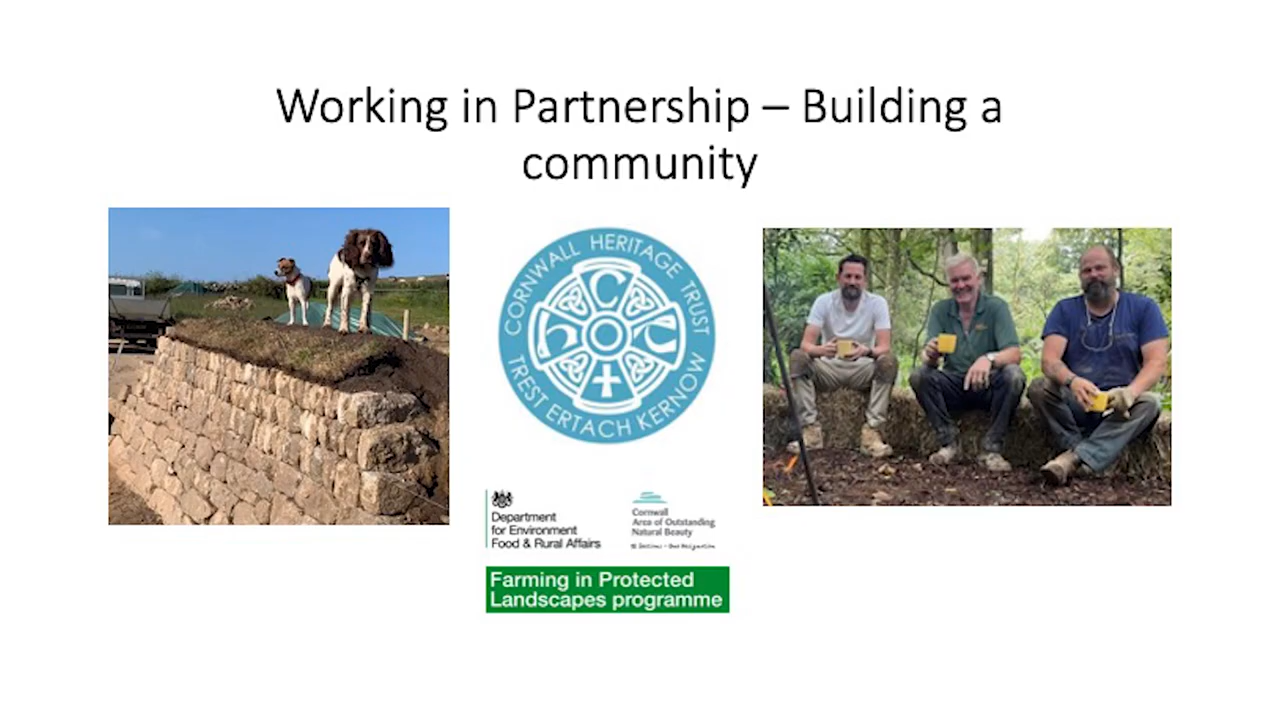 Working in Partnership – Building a
community
CORNWALL HERITAGE TRUST
TREST ERTACH KERNOW
C
H C
T
Department
for Environment
Food & Rural Affairs
Cornwall
Area of Outstanding
Natural Beauty
Farming in Protected
Landscapes programme